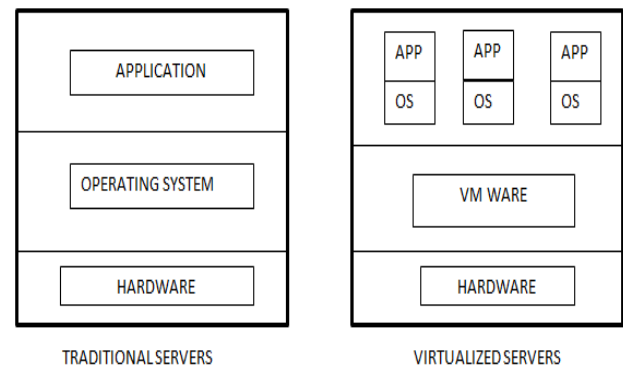 APPLICATION
OPERATING SYSTEM
HARDWARE
TRADITIONAL SERVERS
APP APP APP
OS OS OS
VM WARE
HARDWARE
VIRTUALIZED SERVERS